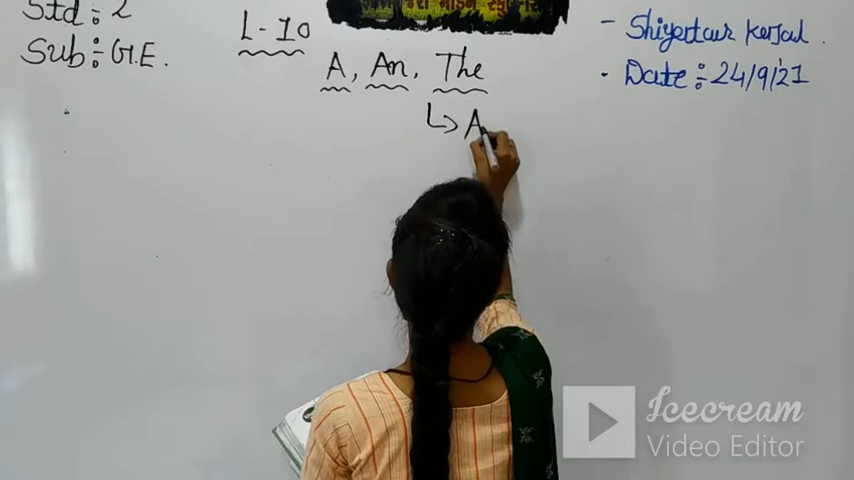 Std : 2
Sub : G.E.
L - 10
A, An, The
↳ A
- Shiyertaur Kerjal.
• Date : 24/9/21
Icecream
Video Editor